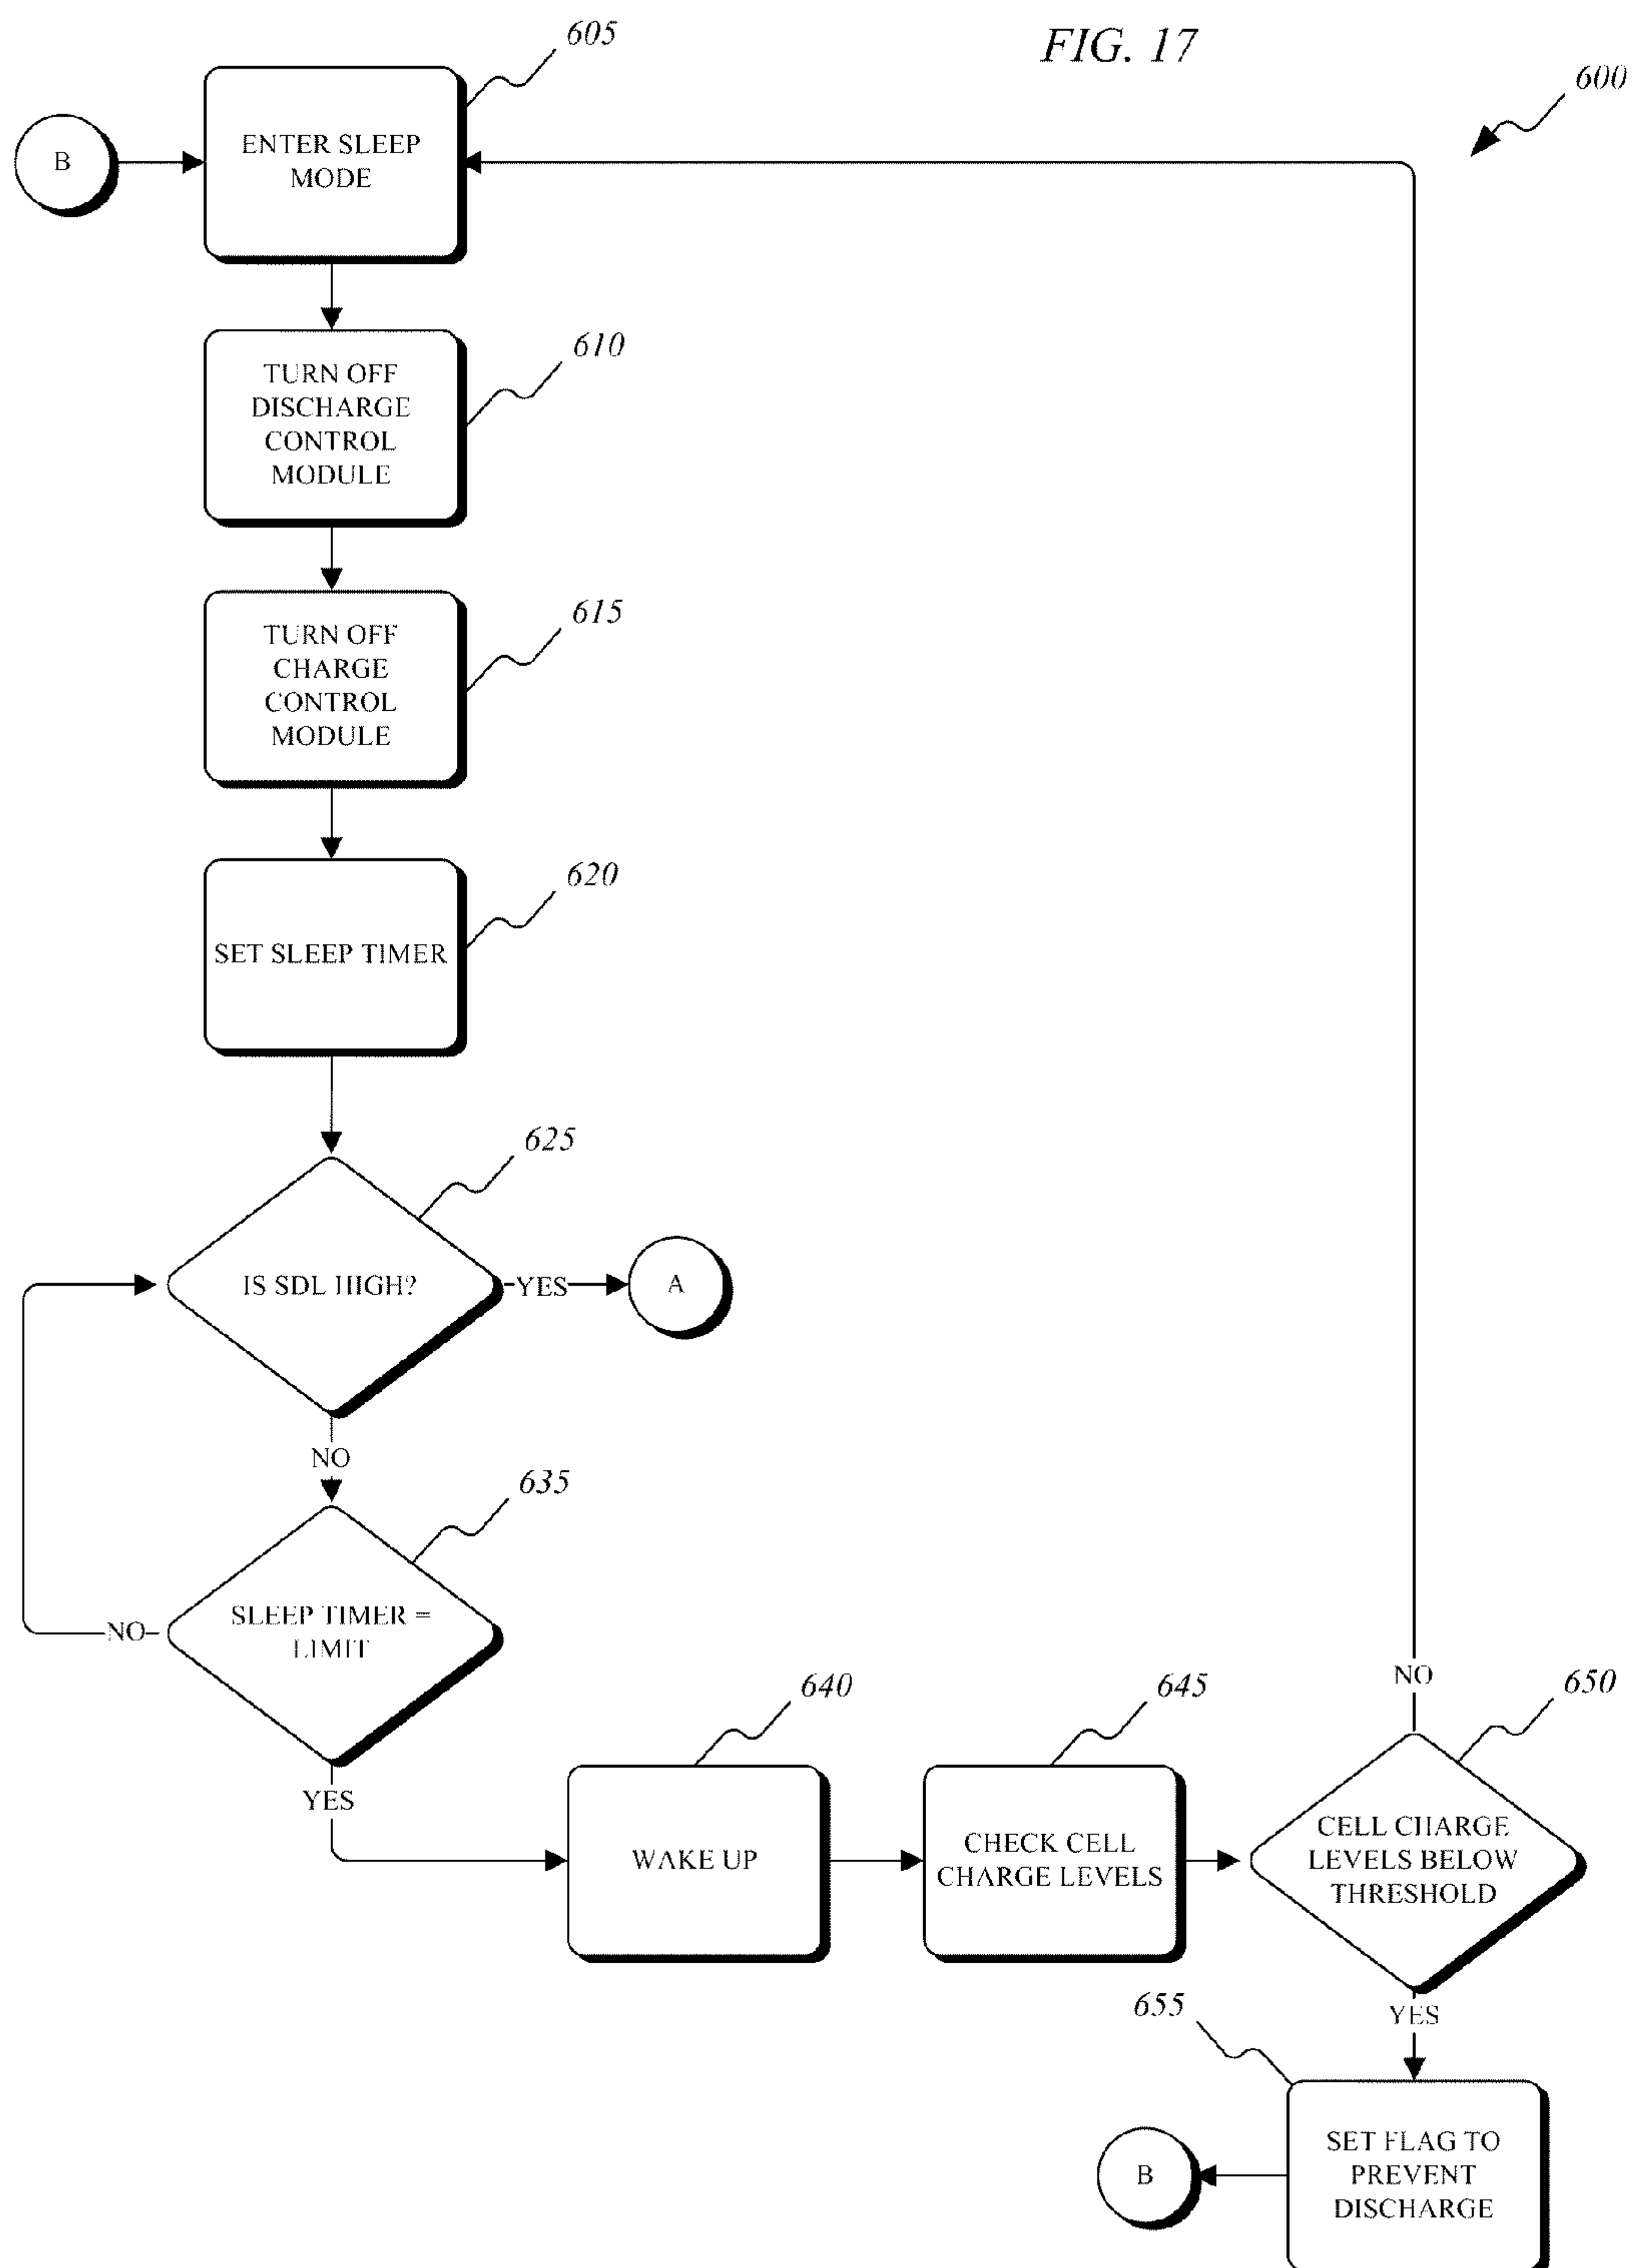 FIG. 17
600
605
B
ENTER SLEEP
MODE
610
TURN OFF
DISCHARGE
CONTROL
MODULE
615
TURN OFF
CHARGE
CONTROL
MODULE
620
SET SLEEP TIMER
625
IS SDL HIGH?
YES
A
NO
635
SLEEP TIMER =
LIMIT
NO
YES
640
WAKE UP
645
CHECK CELL
CHARGE LEVELS
650
NO
CELL CHARGE
LEVELS BELOW
THRESHOLD
YES
655
SET FLAG TO
PREVENT
DISCHARGE
B